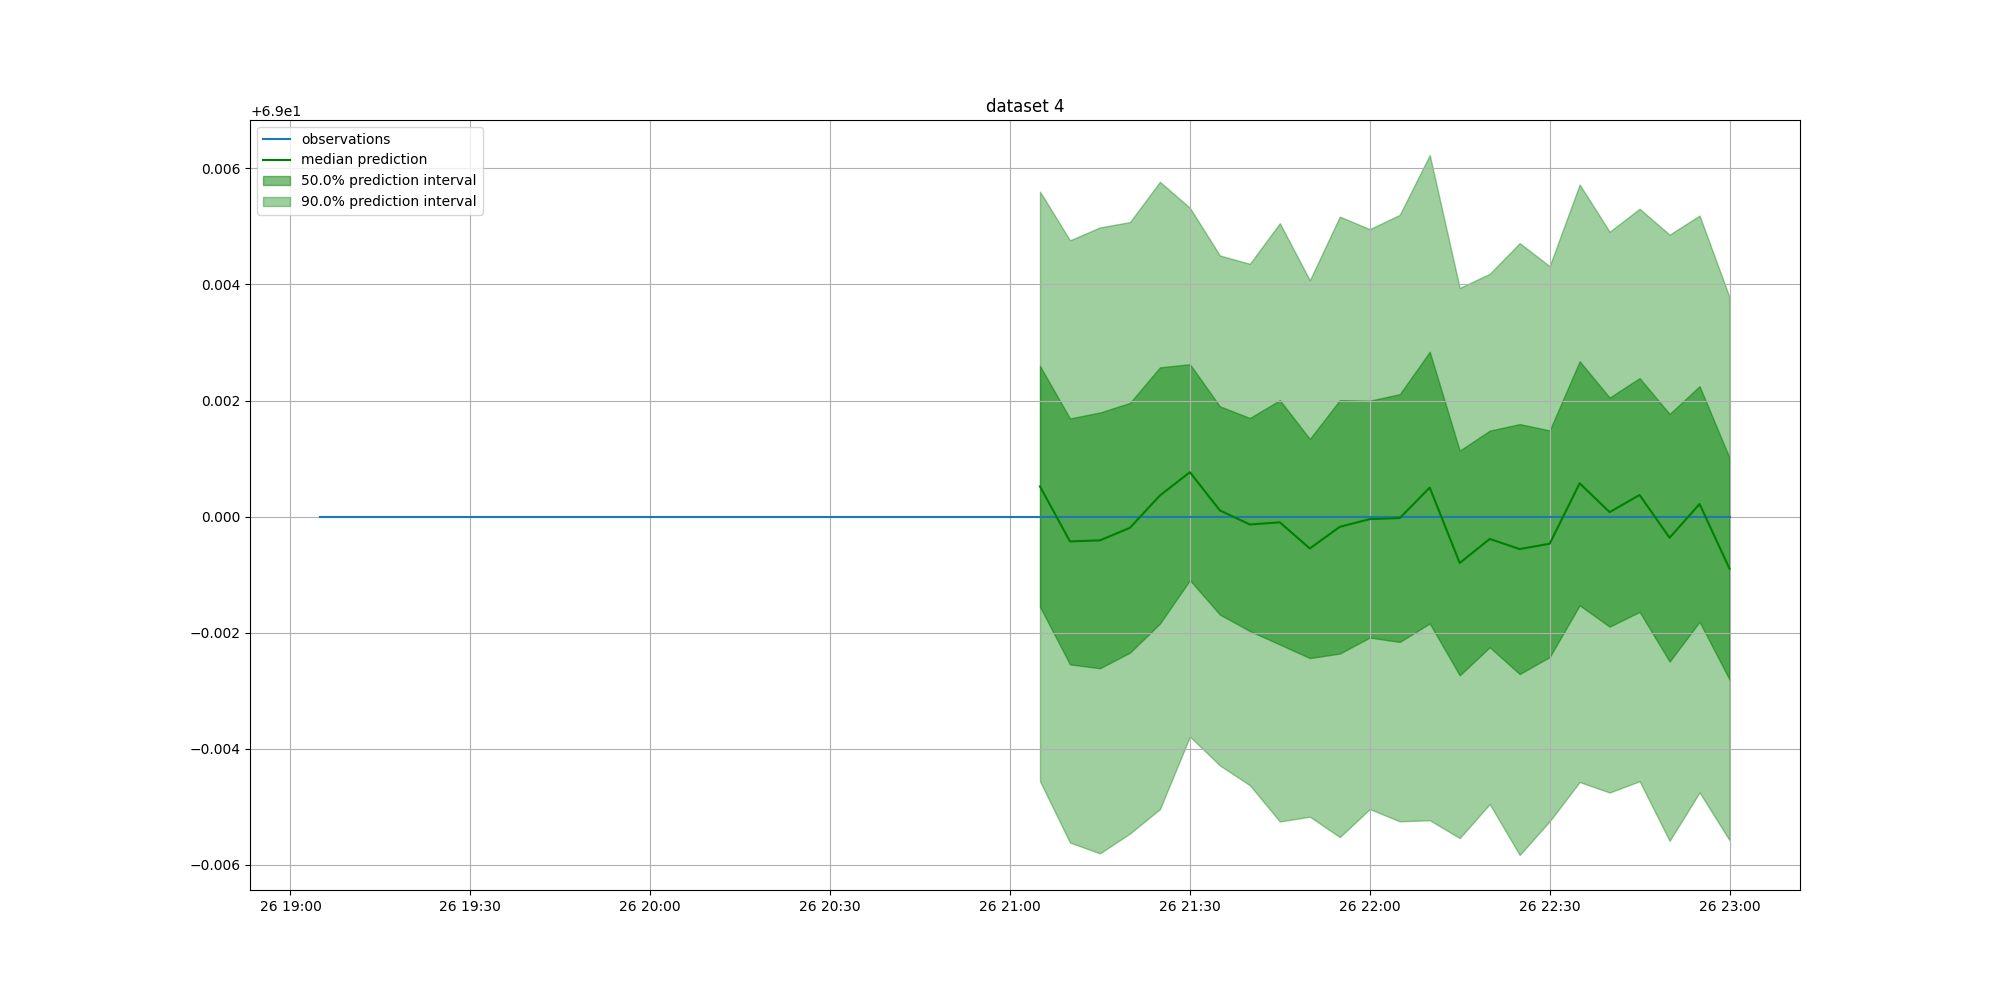 dataset 4
+6.9e1
observations
median prediction
50.0% prediction interval
90.0% prediction interval
0.006
0.004
0.002
0.000
−0.002
−0.004
−0.006
26 19:00 26 19:30 26 20:00 26 20:30 26 21:00 26 21:30 26 22:00 26 22:30 26 23:00